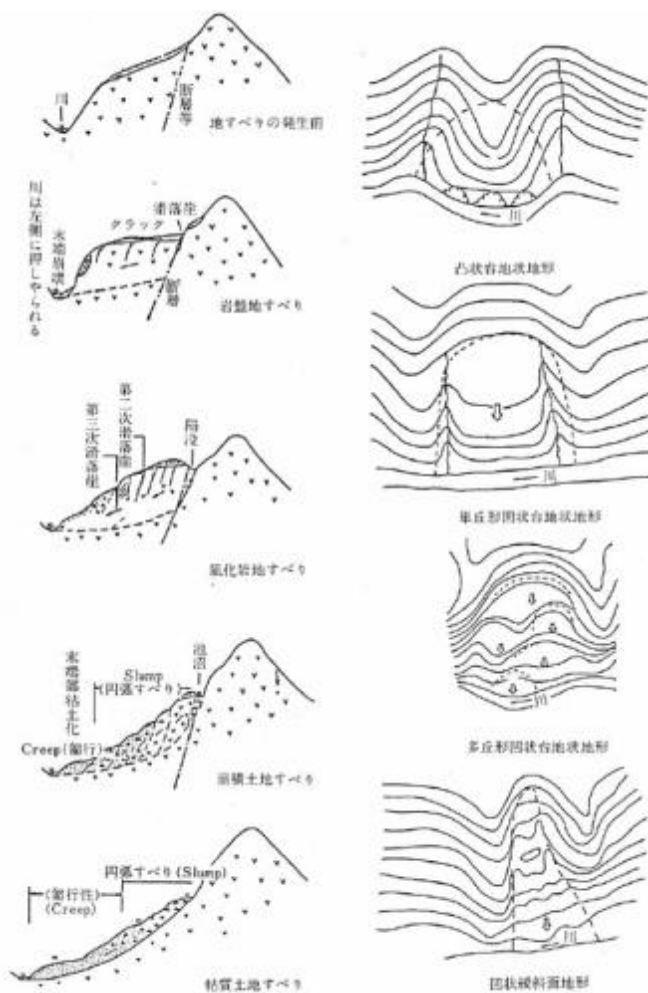 川
断層等
地すべりの発生前
川は左側に押しやられる
末端崩壊
クラック
滑落崖
断層
岩盤地すべり
第三次滑落崖
第二次滑落崖
陥没
風化岩地すべり
末端部粘土化
Slump
(円弧すべり)
池沼
Creep(匍行)
崩積土地すべり
円弧すべり(Slump)
(匍行性)
(Creep)
粘質土地すべり
川
凸状台地状地形
川
単丘形凹状台地状地形
川
多丘形凹状台地状地形
川
凹状緩斜面地形